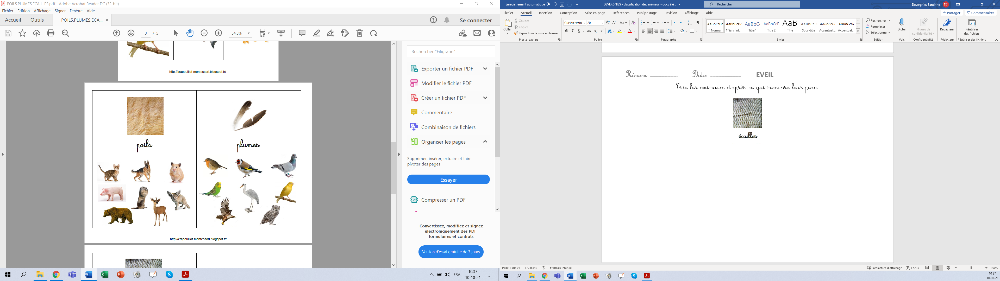 POILS.PLUMES.ECAILLES.pdf - Adobe Acrobat Reader DC (32-bit)
Fichier Edition Affichage Signer Fenêtre Aide
Accueil Outils POILS.PLUMES.ECA... × Se connecter
3 / 5 54,5%
http://crapouillot-montessori.blogspot.fr/
poils plumes
http://crapouillot-montessori.blogspot.fr/
Rechercher "Filigrane"
Exporter un fichier PDF
Modifier le fichier PDF
Créer un fichier PDF
Commentaire
Combinaison de fichiers
Organiser les pages
Supprimer, insérer, extraire et faire
pivoter des pages
Essayer
Compresser un PDF
Convertissez, modifiez et signez
électroniquement des PDF
formulaires et contrats
Version d'essai gratuite de 7 jours
FRA 10:37
10-10-21
Enregistrement automatique DEVERGNIES - classification des animaux - docs élè... Rechercher Devergnies Sandrine DS
Fichier Accueil Insertion Conception Mise en page Références Publipostage Révision Affichage Aide Partager Commentaires
Coller Couper
Copier
Reproduire la mise en forme
Presse-papiers
Cursive stanc 20
G I S ab x₂ x²
Police
Paragraphe
AaBbCcDc AaBbCcDc AaBbCc AaBbCcD AaB AaBbCcD AaBbCcDc AaBbCcDc
¶ Normal ¶ Sans int... Titre 1 Titre 2 Titre Sous-titre Accentuat... Accentuat...
Styles
Rechercher
Remplacer
Sélectionner
Édition
Dicter
Voix
Niveau de
confidentialité
Confidentialité
Rédacteur
Rédacteur
Réutiliser
des fichiers
Réutiliser des fichiers
Prénom Date EVEIL
Trie les animaux d'après ce qui recouvre leur peau.
écailles
Page 1 sur 24 172 mots Français (France) Paramètres d'affichage Focus 100%
10:37
10-10-21